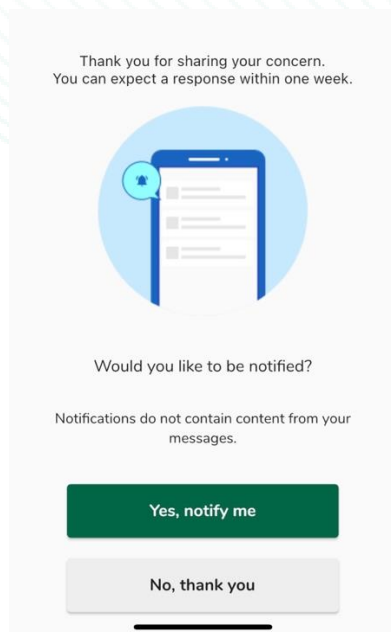 Thank you for sharing your concern.
You can expect a response within one week.
Would you like to be notified?
Notifications do not contain content from your
messages.
Yes, notify me
No, thank you